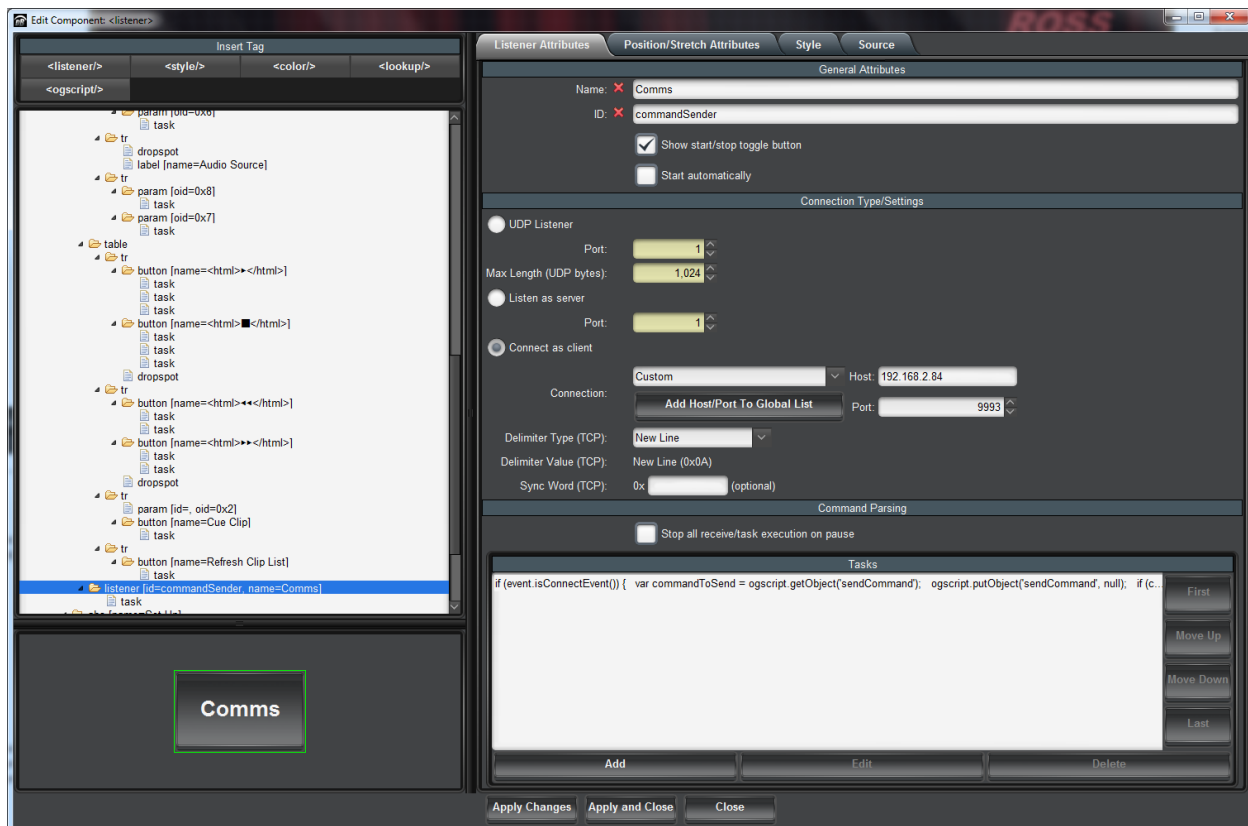 Edit Component: <listener>
ROSS
Insert Tag
<listener/> <style/> <color/> <lookup/>
<ogscript/>
param [oid=0x6]
task
tr
dropspot
label [name=Audio Source]
tr
param [oid=0x8]
task
param [oid=0x7]
task
table
tr
button [name=<html>►</html>]
task
task
task
button [name=<html>■</html>]
task
task
task
dropspot
tr
button [name=<html>◄◄</html>]
task
task
button [name=<html>►►</html>]
task
task
dropspot
tr
param [id=, oid=0x2]
button [name=Cue Clip]
task
tr
button [name=Refresh Clip List]
task
listener [id=commandSender, name=Comms]
task
Comms
Listener Attributes Position/Stretch Attributes Style Source
General Attributes
Name: Comms
ID: commandSender
Show start/stop toggle button
Start automatically
Connection Type/Settings
UDP Listener
Port: 1
Max Length (UDP bytes): 1,024
Listen as server
Port: 1
Connect as client
Connection: Custom Host: 192.168.2.84
Add Host/Port To Global List Port: 9993
Delimiter Type (TCP): New Line
Delimiter Value (TCP): New Line (0x0A)
Sync Word (TCP): 0x (optional)
Command Parsing
Stop all receive/task execution on pause
Tasks
if (event.isConnectEvent()) { var commandToSend = ogscript.getObject('sendCommand'); ogscript.putObject('sendCommand', null); if (c...
First
Move Up
Move Down
Last
Add Edit Delete
Apply Changes Apply and Close Close